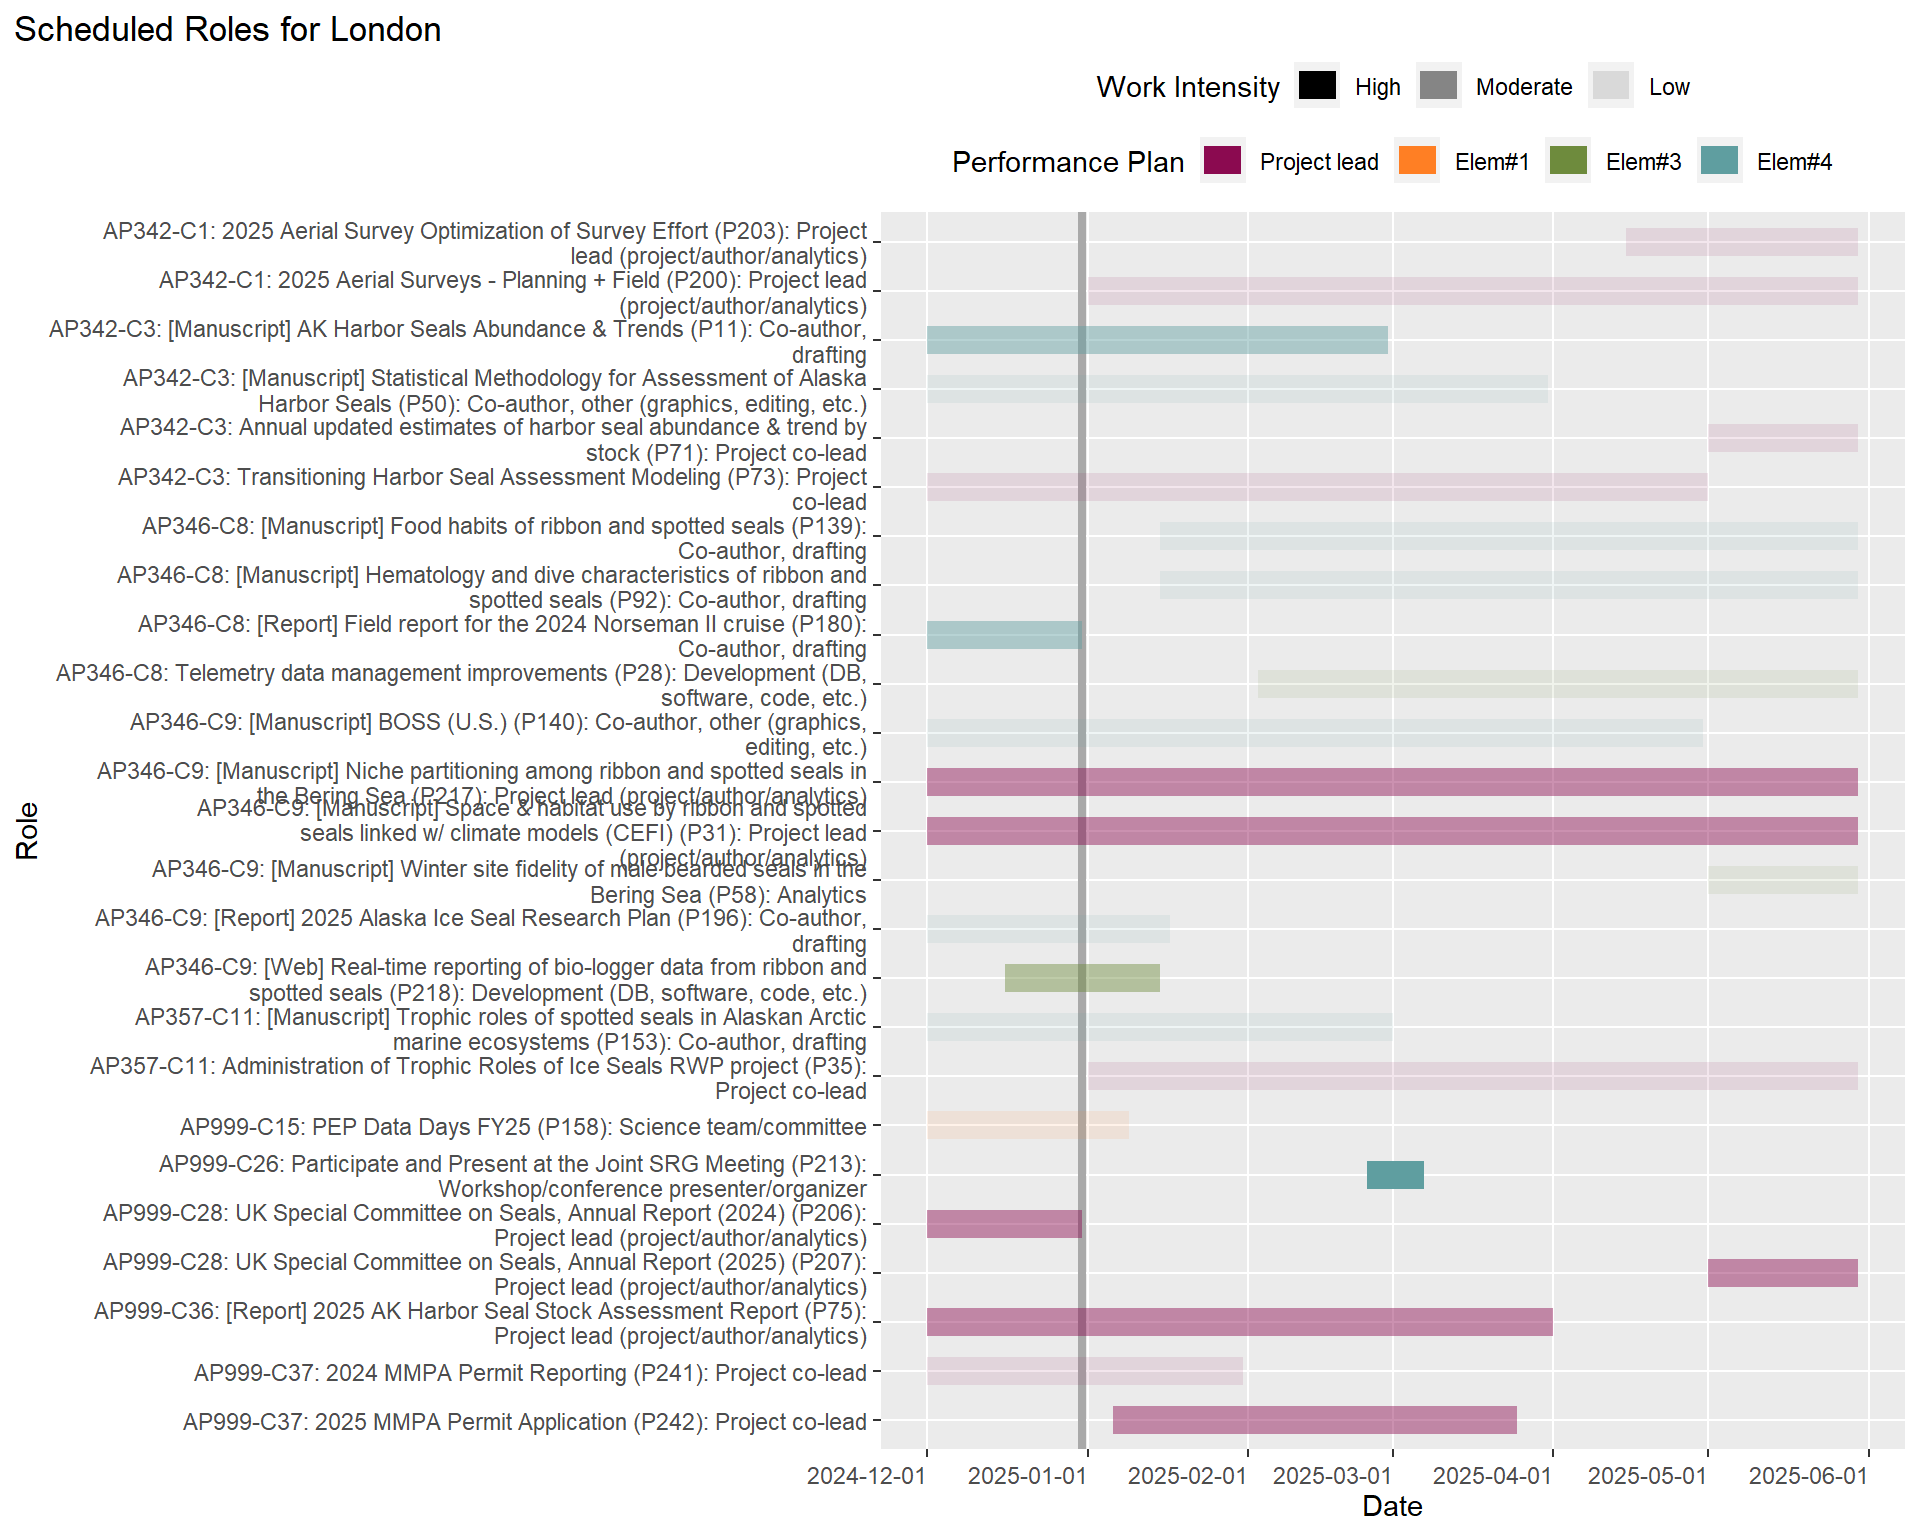 Scheduled Roles for London
Work Intensity High Moderate Low
Performance Plan Project lead Elem#1 Elem#3 Elem#4
AP342-C1: 2025 Aerial Survey Optimization of Survey Effort (P203): Project
lead (project/author/analytics)
AP342-C1: 2025 Aerial Surveys - Planning + Field (P200): Project lead
(project/author/analytics)
AP342-C3: [Manuscript] AK Harbor Seals Abundance & Trends (P11): Co-author,
drafting
AP342-C3: [Manuscript] Statistical Methodology for Assessment of Alaska
Harbor Seals (P50): Co-author, other (graphics, editing, etc.)
AP342-C3: Annual updated estimates of harbor seal abundance & trend by
stock (P71): Project co-lead
AP342-C3: Transitioning Harbor Seal Assessment Modeling (P73): Project
co-lead
AP346-C8: [Manuscript] Food habits of ribbon and spotted seals (P139):
Co-author, drafting
AP346-C8: [Manuscript] Hematology and dive characteristics of ribbon and
spotted seals (P92): Co-author, drafting
AP346-C8: [Report] Field report for the 2024 Norseman II cruise (P180):
Co-author, drafting
AP346-C8: Telemetry data management improvements (P28): Development (DB,
software, code, etc.)
AP346-C9: [Manuscript] BOSS (U.S.) (P140): Co-author, other (graphics,
editing, etc.)
AP346-C9: [Manuscript] Niche partitioning among ribbon and spotted seals in
the Bering Sea (P217): Project lead (project/author/analytics)
AP346-C9: [Manuscript] Space & habitat use by ribbon and spotted
seals linked w/ climate models (CEFI) (P31): Project lead
(project/author/analytics)
AP346-C9: [Manuscript] Winter site fidelity of male bearded seals in the
Bering Sea (P58): Analytics
AP346-C9: [Report] 2025 Alaska Ice Seal Research Plan (P196): Co-author,
drafting
AP346-C9: [Web] Real-time reporting of bio-logger data from ribbon and
spotted seals (P218): Development (DB, software, code, etc.)
AP357-C11: [Manuscript] Trophic roles of spotted seals in Alaskan Arctic
marine ecosystems (P153): Co-author, drafting
AP357-C11: Administration of Trophic Roles of Ice Seals RWP project (P35):
Project co-lead
AP999-C15: PEP Data Days FY25 (P158): Science team/committee
AP999-C26: Participate and Present at the Joint SRG Meeting (P213):
Workshop/conference presenter/organizer
AP999-C28: UK Special Committee on Seals, Annual Report (2024) (P206):
Project lead (project/author/analytics)
AP999-C28: UK Special Committee on Seals, Annual Report (2025) (P207):
Project lead (project/author/analytics)
AP999-C36: [Report] 2025 AK Harbor Seal Stock Assessment Report (P75):
Project lead (project/author/analytics)
AP999-C37: 2024 MMPA Permit Reporting (P241): Project co-lead
AP999-C37: 2025 MMPA Permit Application (P242): Project co-lead
Role
2024-12-01 2025-01-01 2025-02-01 2025-03-01 2025-04-01 2025-05-01 2025-06-01
Date